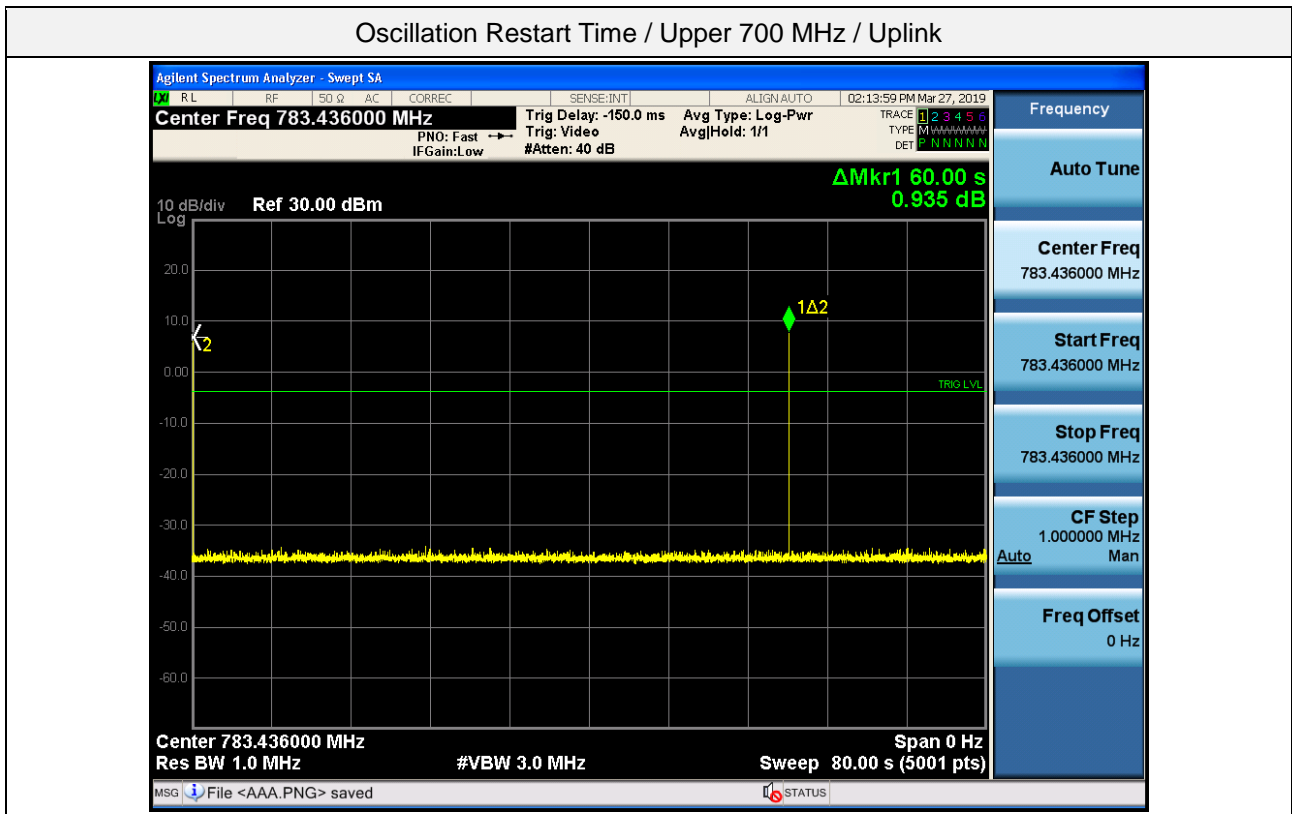 Oscillation Restart Time / Upper 700 MHz / Uplink
Agilent Spectrum Analyzer - Swept SA
LXI RL RF 50 Ω AC CORREC SENSE:INT ALIGN AUTO 02:13:59 PM Mar 27, 2019
Center Freq 783.436000 MHz
PNO: Fast
IFGain:Low
Trig Delay: -150.0 ms
Trig: Video
#Atten: 40 dB
Avg Type: Log-Pwr
Avg|Hold: 1/1
TRACE 1 2 3 4 5 6
TYPE M WWWWW
DET P N N N N N
ΔMkr1 60.00 s
0.935 dB
10 dB/div Ref 30.00 dBm
Log
20.0
10.0
0.00
-10.0
-20.0
-30.0
-40.0
-50.0
-60.0
2
1Δ2
TRIG LVL
Center 783.436000 MHz Span 0 Hz
Res BW 1.0 MHz #VBW 3.0 MHz Sweep 80.00 s (5001 pts)
MSG File <AAA.PNG> saved STATUS
Frequency
Auto Tune
Center Freq
783.436000 MHz
Start Freq
783.436000 MHz
Stop Freq
783.436000 MHz
CF Step
1.000000 MHz
Auto Man
Freq Offset
0 Hz